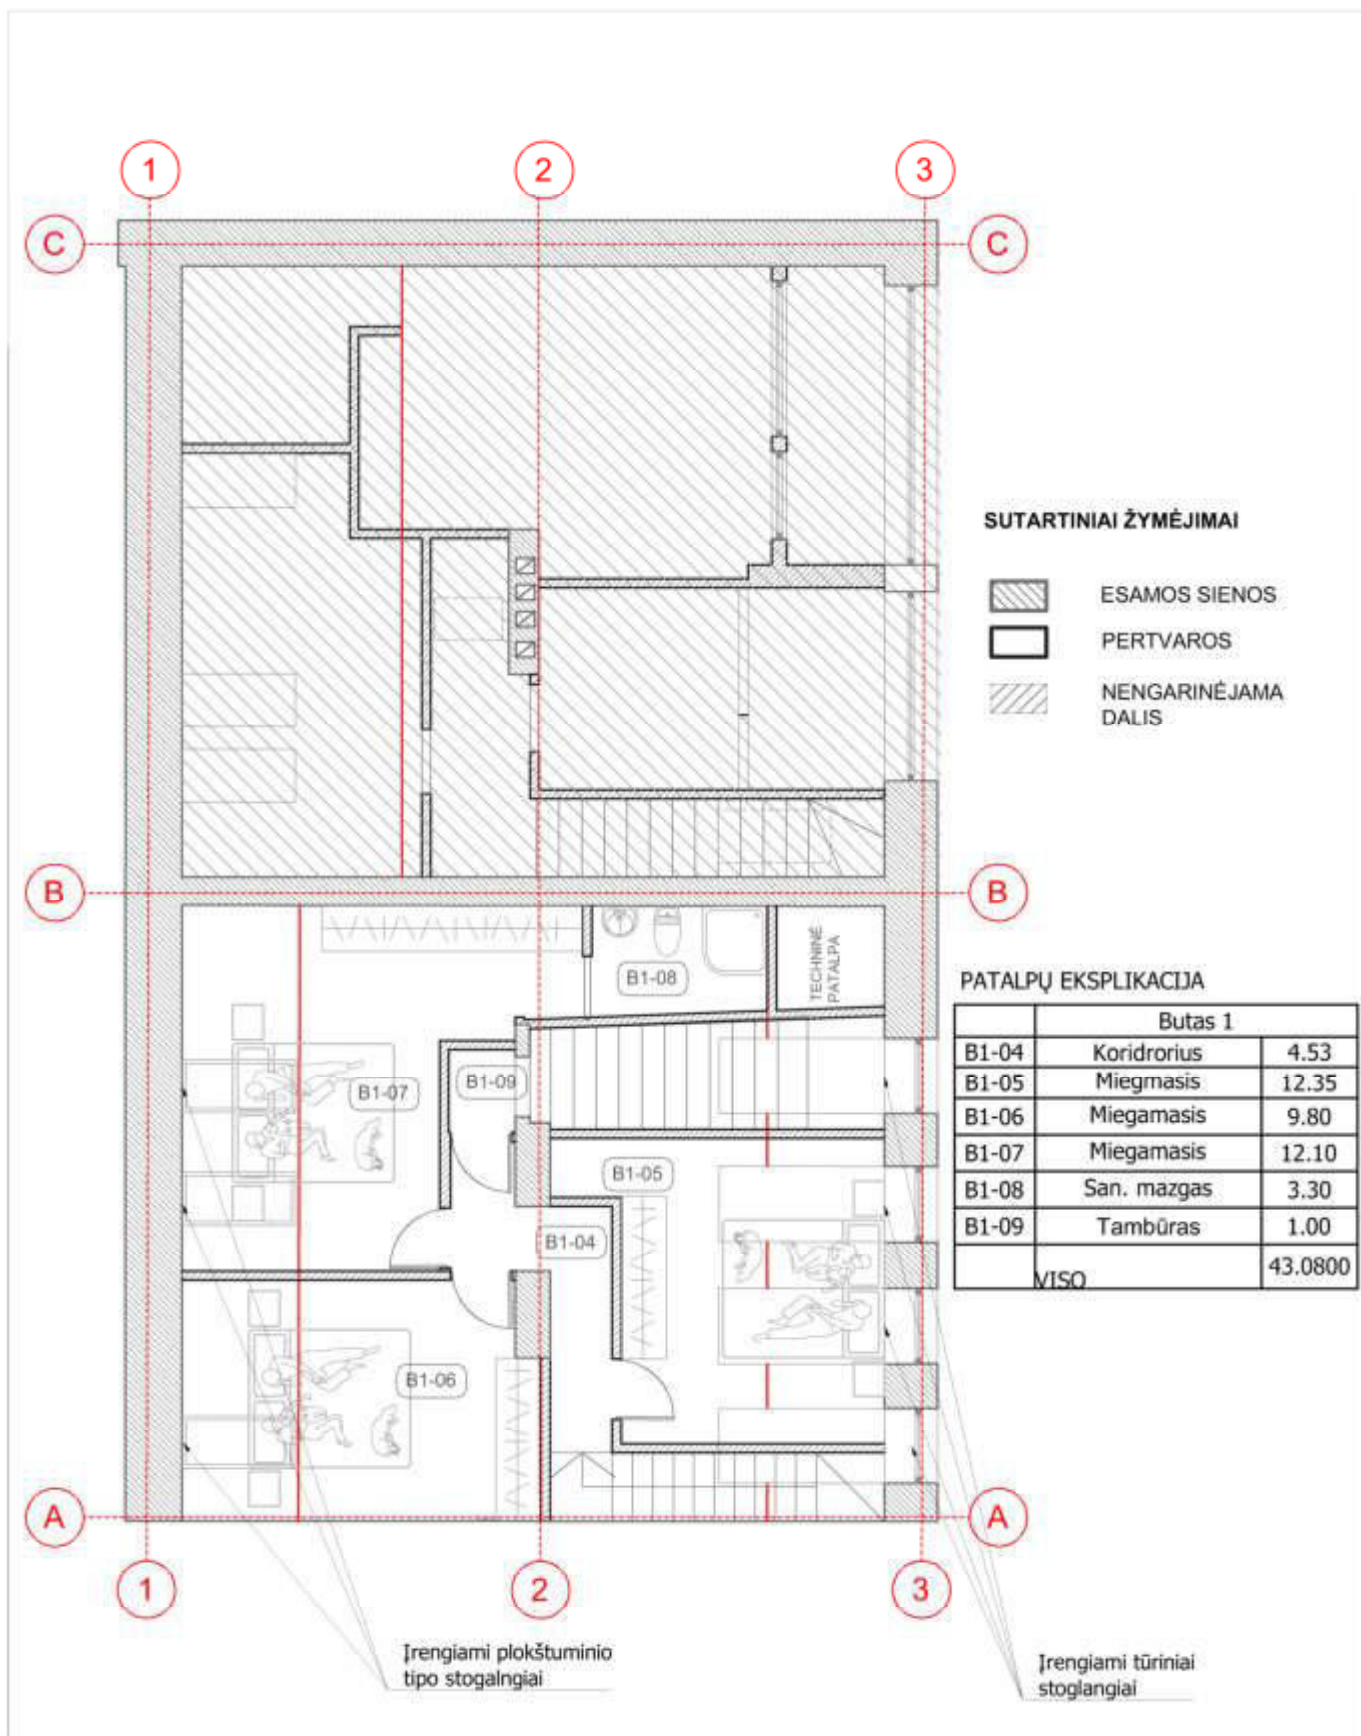 1
2
3
C
C
SUTARTINIAI ŽYMĖJIMAI
ESAMOS SIENOS
PERTVAROS
NENGARINĖJAMA
DALIS
B
B
TECHNINĖ
PATALPA
B1-08
B1-07
B1-09
B1-05
B1-04
B1-06
PATALPŲ EKSPLIKACIJA
Butas 1
B1-04 Koridrorius 4.53
B1-05 Miegmasis 12.35
B1-06 Miegamasis 9.80
B1-07 Miegamasis 12.10
B1-08 San. mazgas 3.30
B1-09 Tambūras 1.00
VISO 43.0800
A
A
1
2
3
Įrengiami plokštuminio
tipo stogalngiai
Įrengiami tūriniai
stoglangiai